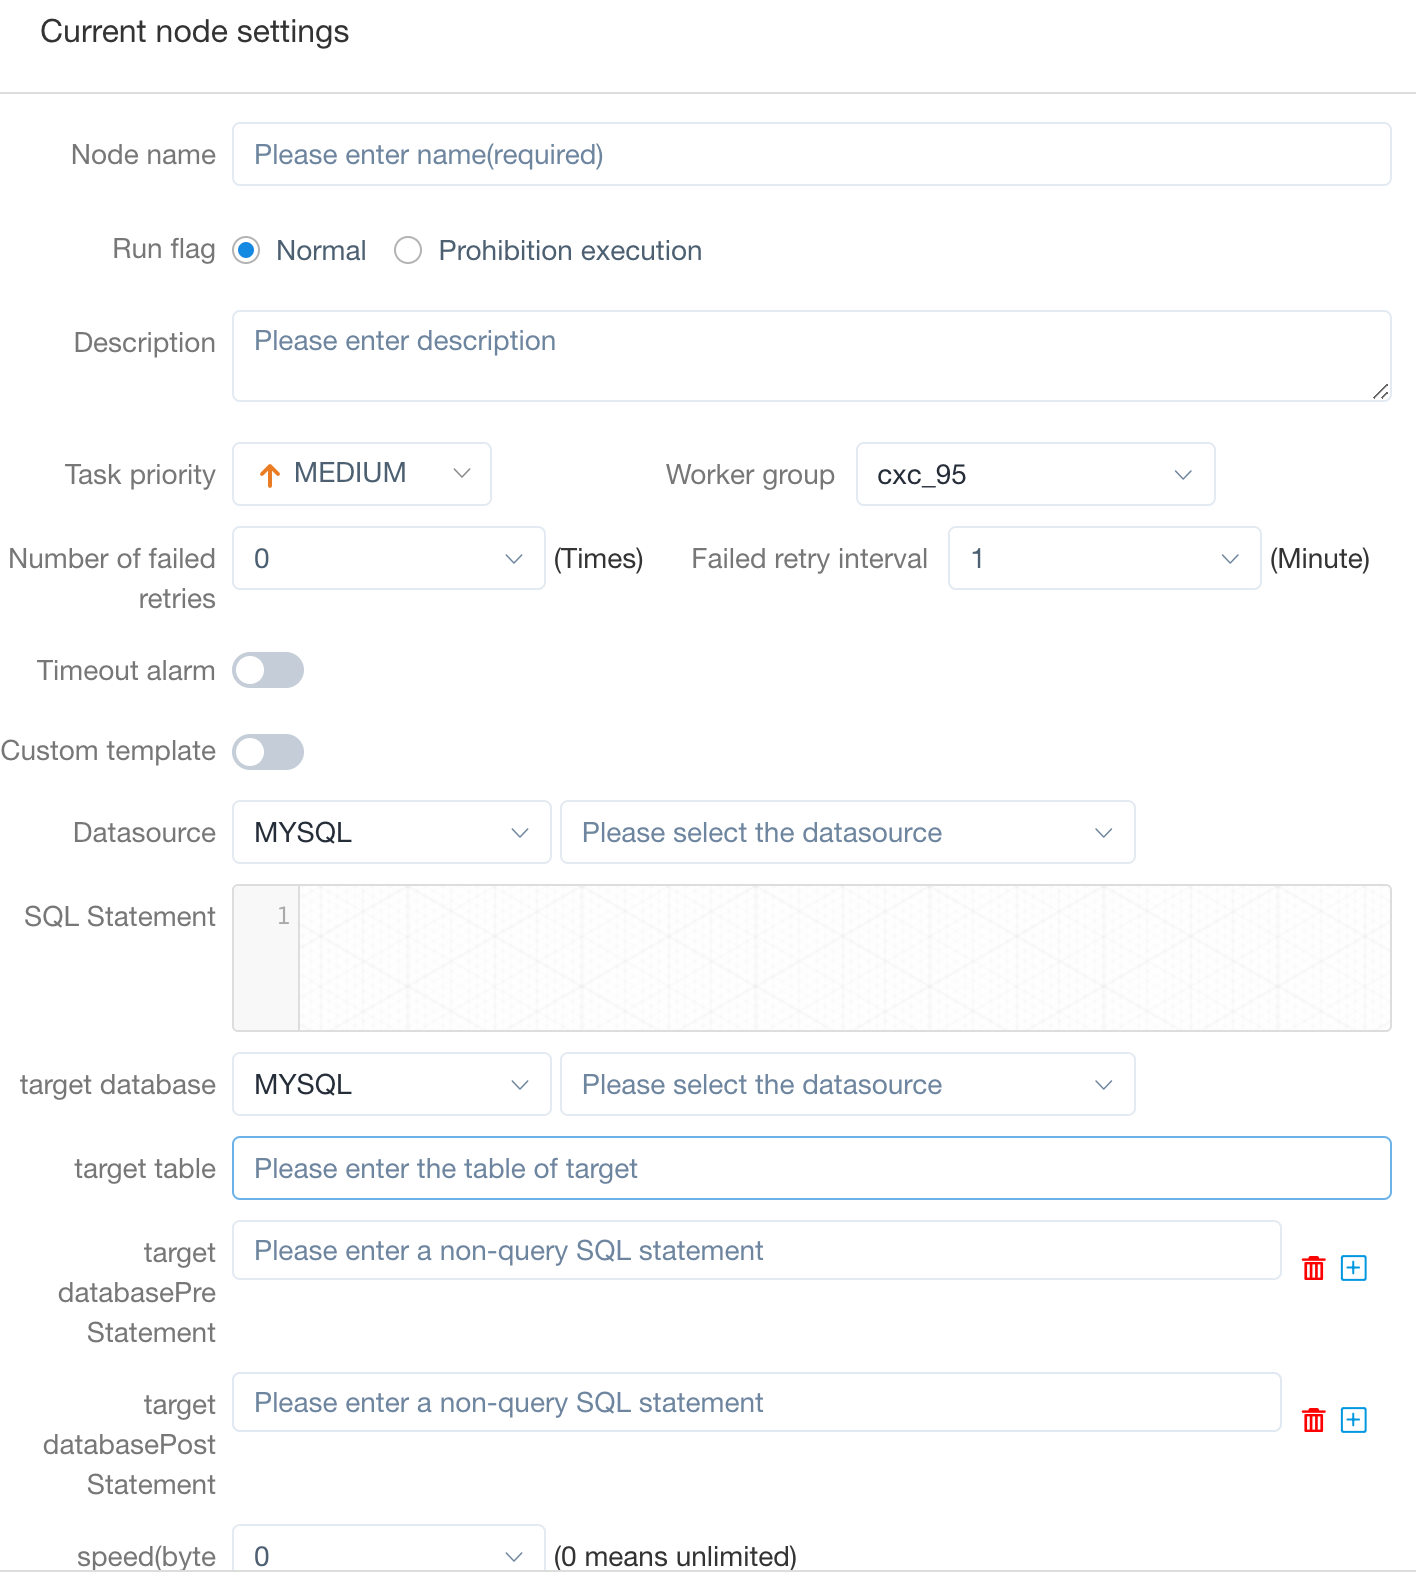 Current node settings
Node name Please enter name(required)
Run flag Normal Prohibition execution
Description Please enter description
Task priority MEDIUM Worker group cxc_95
Number of failed retries 0 (Times) Failed retry interval 1 (Minute)
Timeout alarm
Custom template
Datasource MYSQL Please select the datasource
SQL Statement 1
target database MYSQL Please select the datasource
target table Please enter the table of target
target databasePre Statement Please enter a non-query SQL statement
target databasePost Statement Please enter a non-query SQL statement
speed(byte 0 (0 means unlimited)